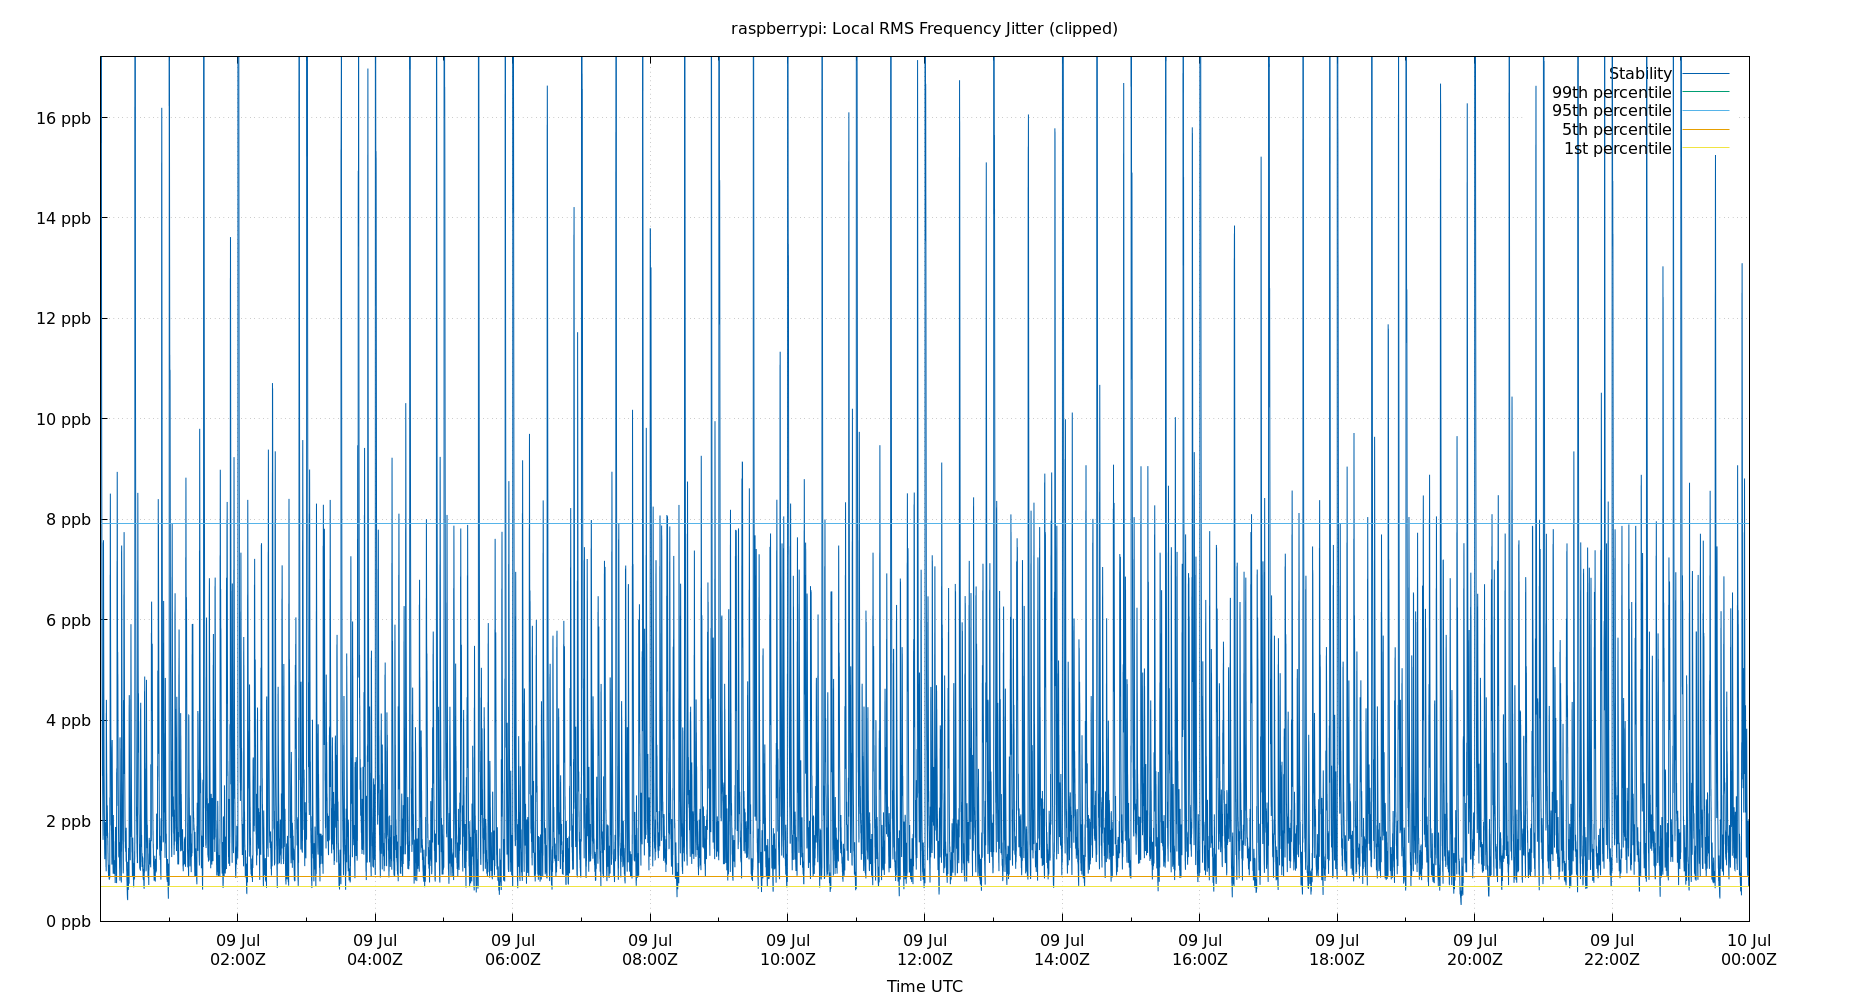 raspberrypi: Local RMS Frequency Jitter (clipped)
Stability
99th percentile
95th percentile
5th percentile
1st percentile
16 ppb
14 ppb
12 ppb
10 ppb
8 ppb
6 ppb
4 ppb
2 ppb
0 ppb
09 Jul 09 Jul 09 Jul 09 Jul 09 Jul 09 Jul 09 Jul 09 Jul 09 Jul 09 Jul 09 Jul 10 Jul
02:00Z 04:00Z 06:00Z 08:00Z 10:00Z 12:00Z 14:00Z 16:00Z 18:00Z 20:00Z 22:00Z 00:00Z
Time UTC